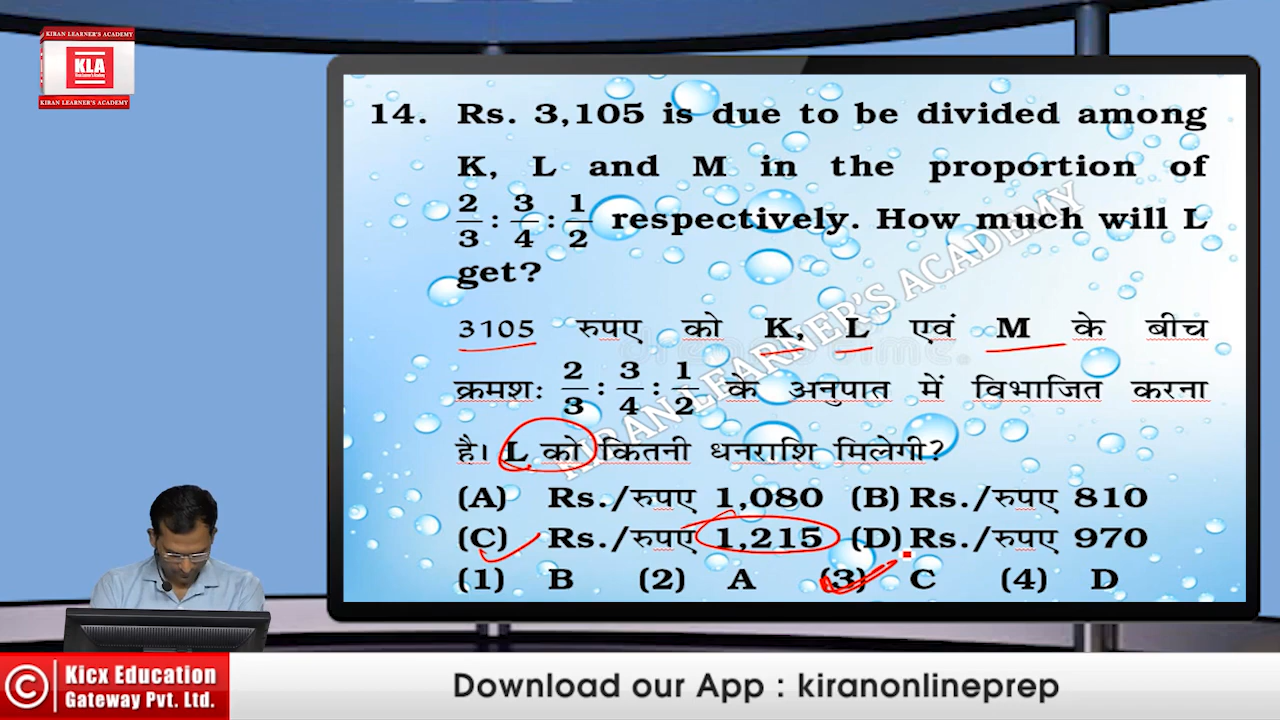 KIRAN LEARNER'S ACADEMY
KLA
KIRAN LEARNER'S ACADEMY
14. Rs. 3,105 is due to be divided among
K, L and M in the proportion of
2/3 : 3/4 : 1/2 respectively. How much will L
get?
3105 रुपए को K, L एवं M के बीच
क्रमशः 2/3 : 3/4 : 1/2 के अनुपात में विभाजित करना
है। L को कितनी धनराशि मिलेगी?
(A) Rs./रुपए 1,080 (B) Rs./रुपए 810
(C) Rs./रुपए 1,215 (D) Rs./रुपए 970
(1) B (2) A (3) C (4) D
KIRAN LEARNER'S ACADEMY
© Kicx Education
Gateway Pvt. Ltd.
Download our App : kiranonlineprep